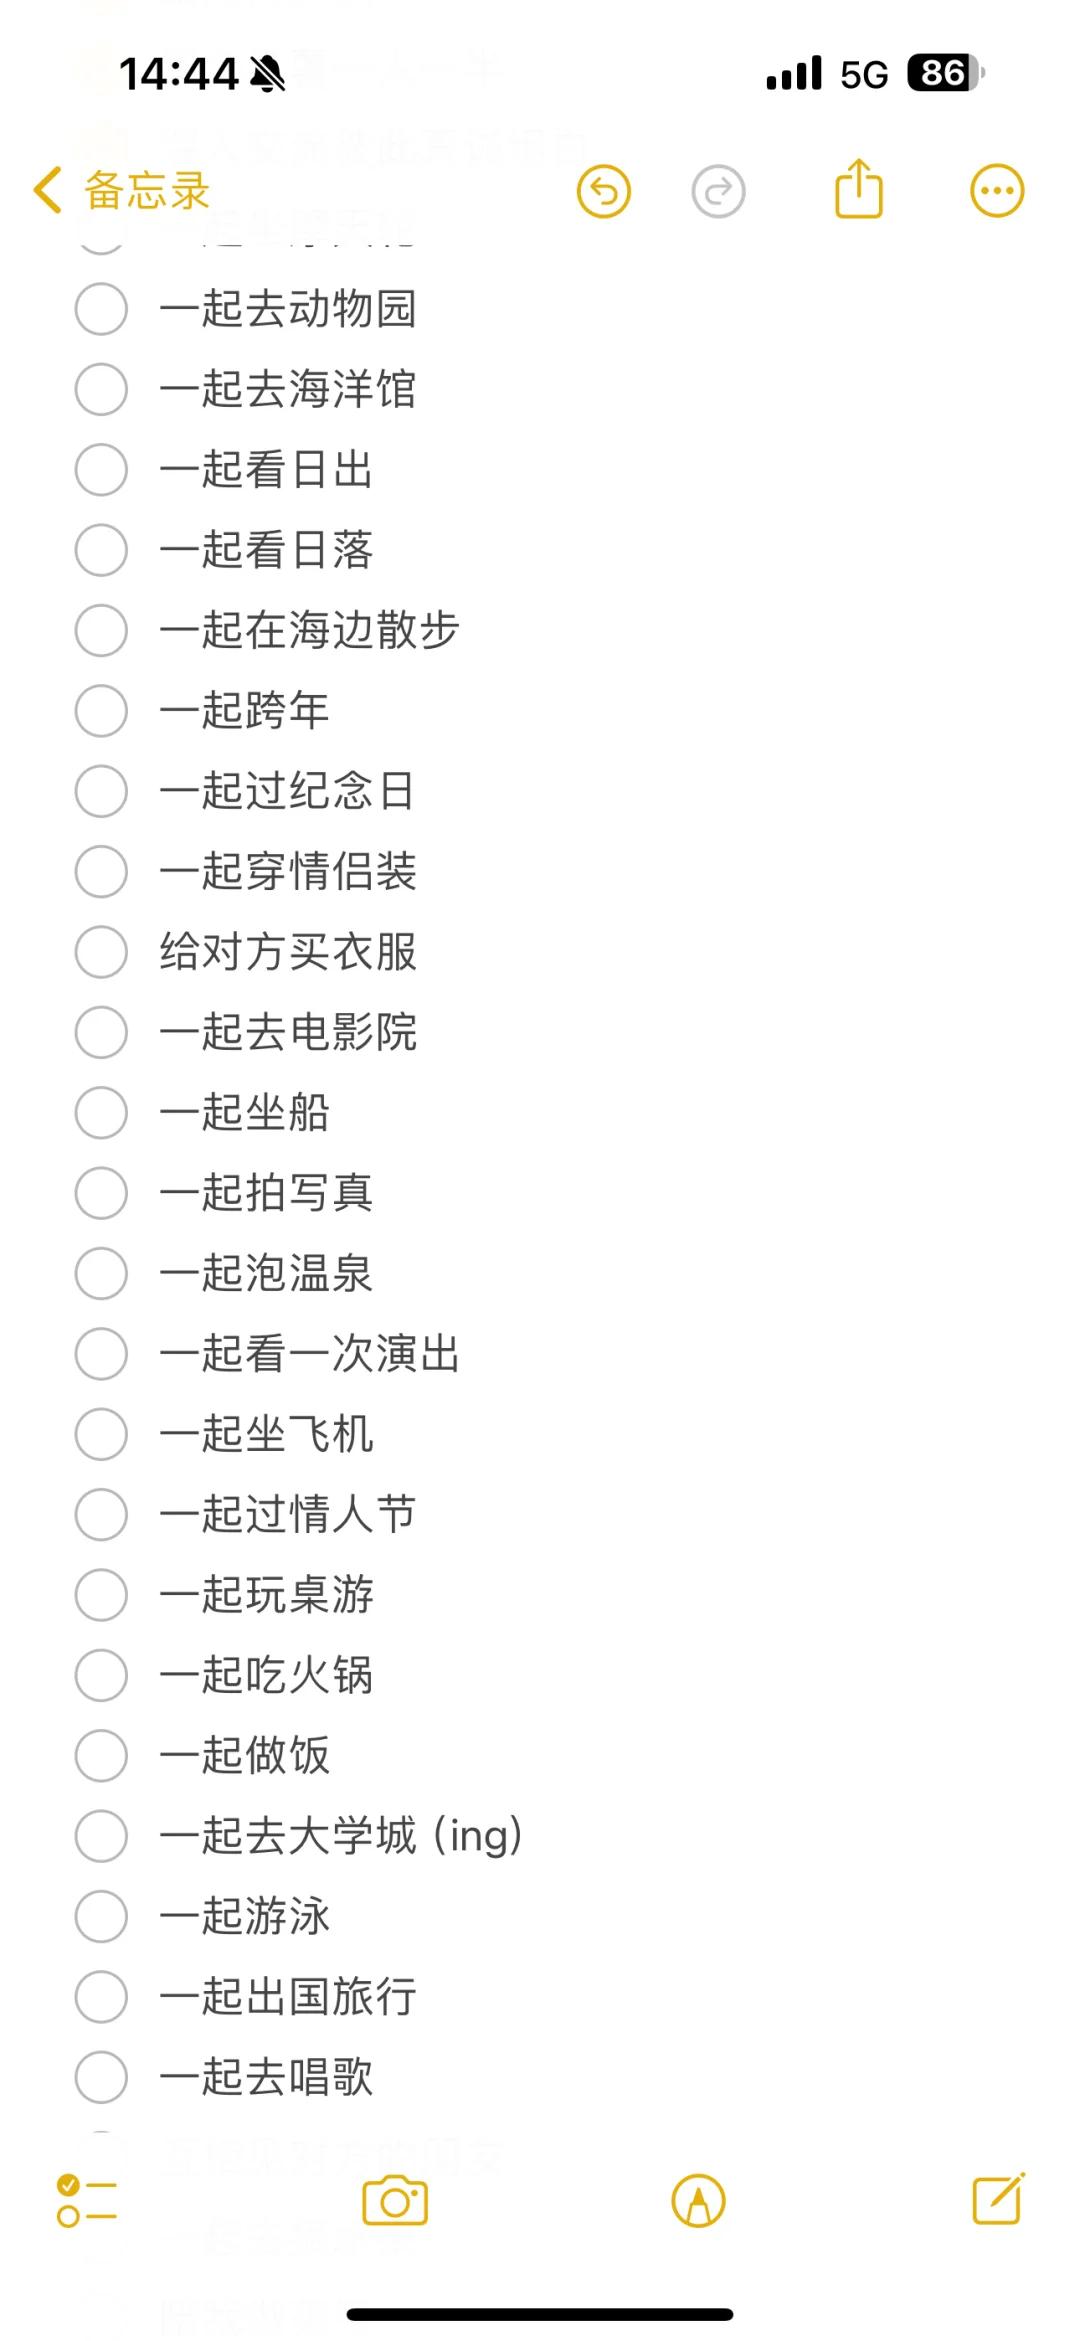 14:44
5G
86
备忘录
一起去动物园
一起去海洋馆
一起看日出
一起看日落
一起在海边散步
一起跨年
一起过纪念日
一起穿情侣装
给对方买衣服
一起去电影院
一起坐船
一起拍写真
一起泡温泉
一起看一次演出
一起坐飞机
一起过情人节
一起玩桌游
一起吃火锅
一起做饭
一起去大学城 (ing)
一起游泳
一起出国旅行
一起去唱歌